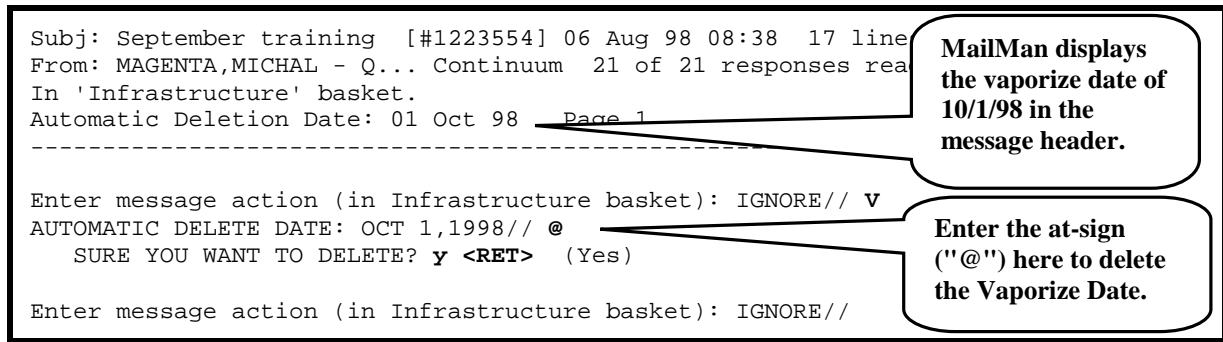 Subj: September training [#1223554] 06 Aug 98 08:38 17 line
From: MAGENTA,MICHAL - Q... Continuum 21 of 21 responses
In 'Infrastructure' basket.
Automatic Deletion Date: 01 Oct 98 Page 1
----------------------------------------------------
MailMan displays
the vaporize date of
10/1/98 in the
message header.
Enter message action (in Infrastructure basket): IGNORE// V
AUTOMATIC DELETE DATE: OCT 1,1998// @
SURE YOU WANT TO DELETE? y <RET> (Yes)
Enter message action (in Infrastructure basket): IGNORE//
Enter the at-sign
("@") here to delete
the Vaporize Date.